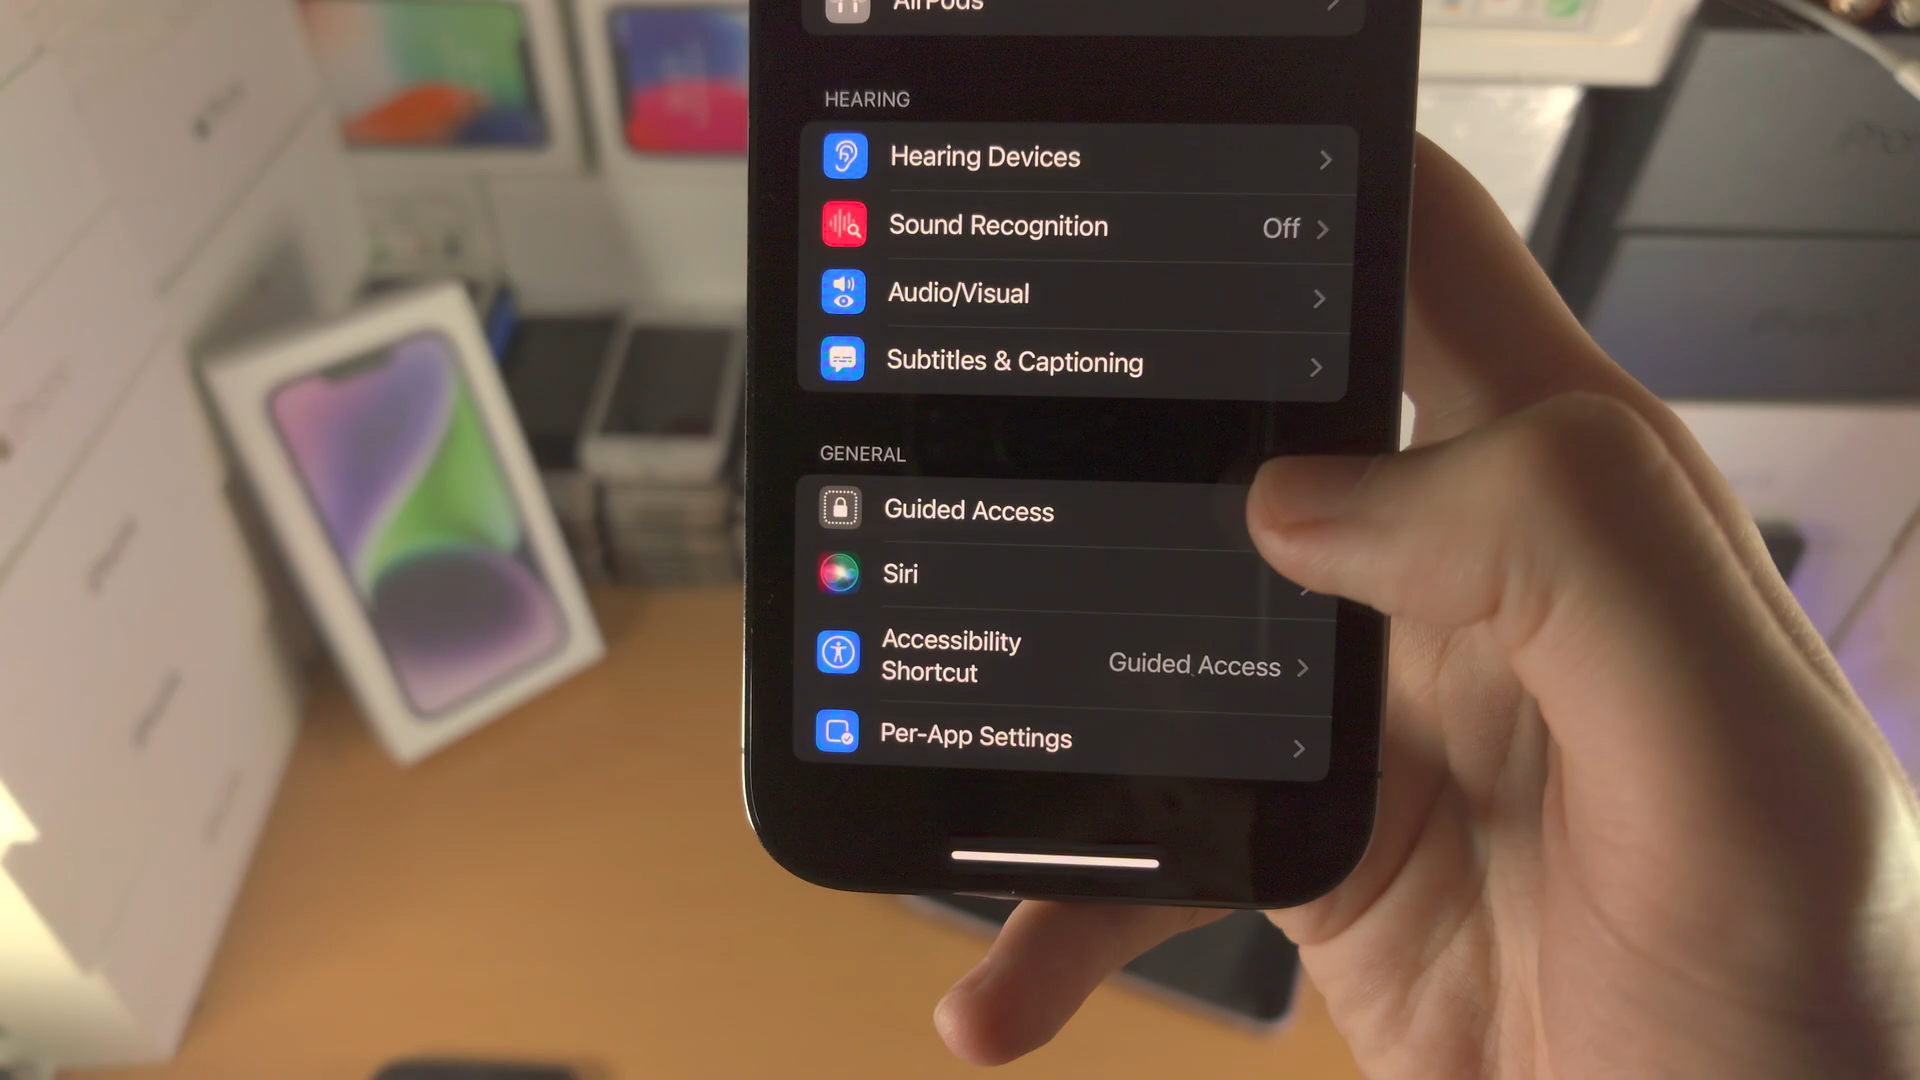 AirPods
HEARING
Hearing Devices
Sound Recognition Off
Audio/Visual
Subtitles & Captioning
GENERAL
Guided Access
Siri
Accessibility
Shortcut Guided Access
Per-App Settings